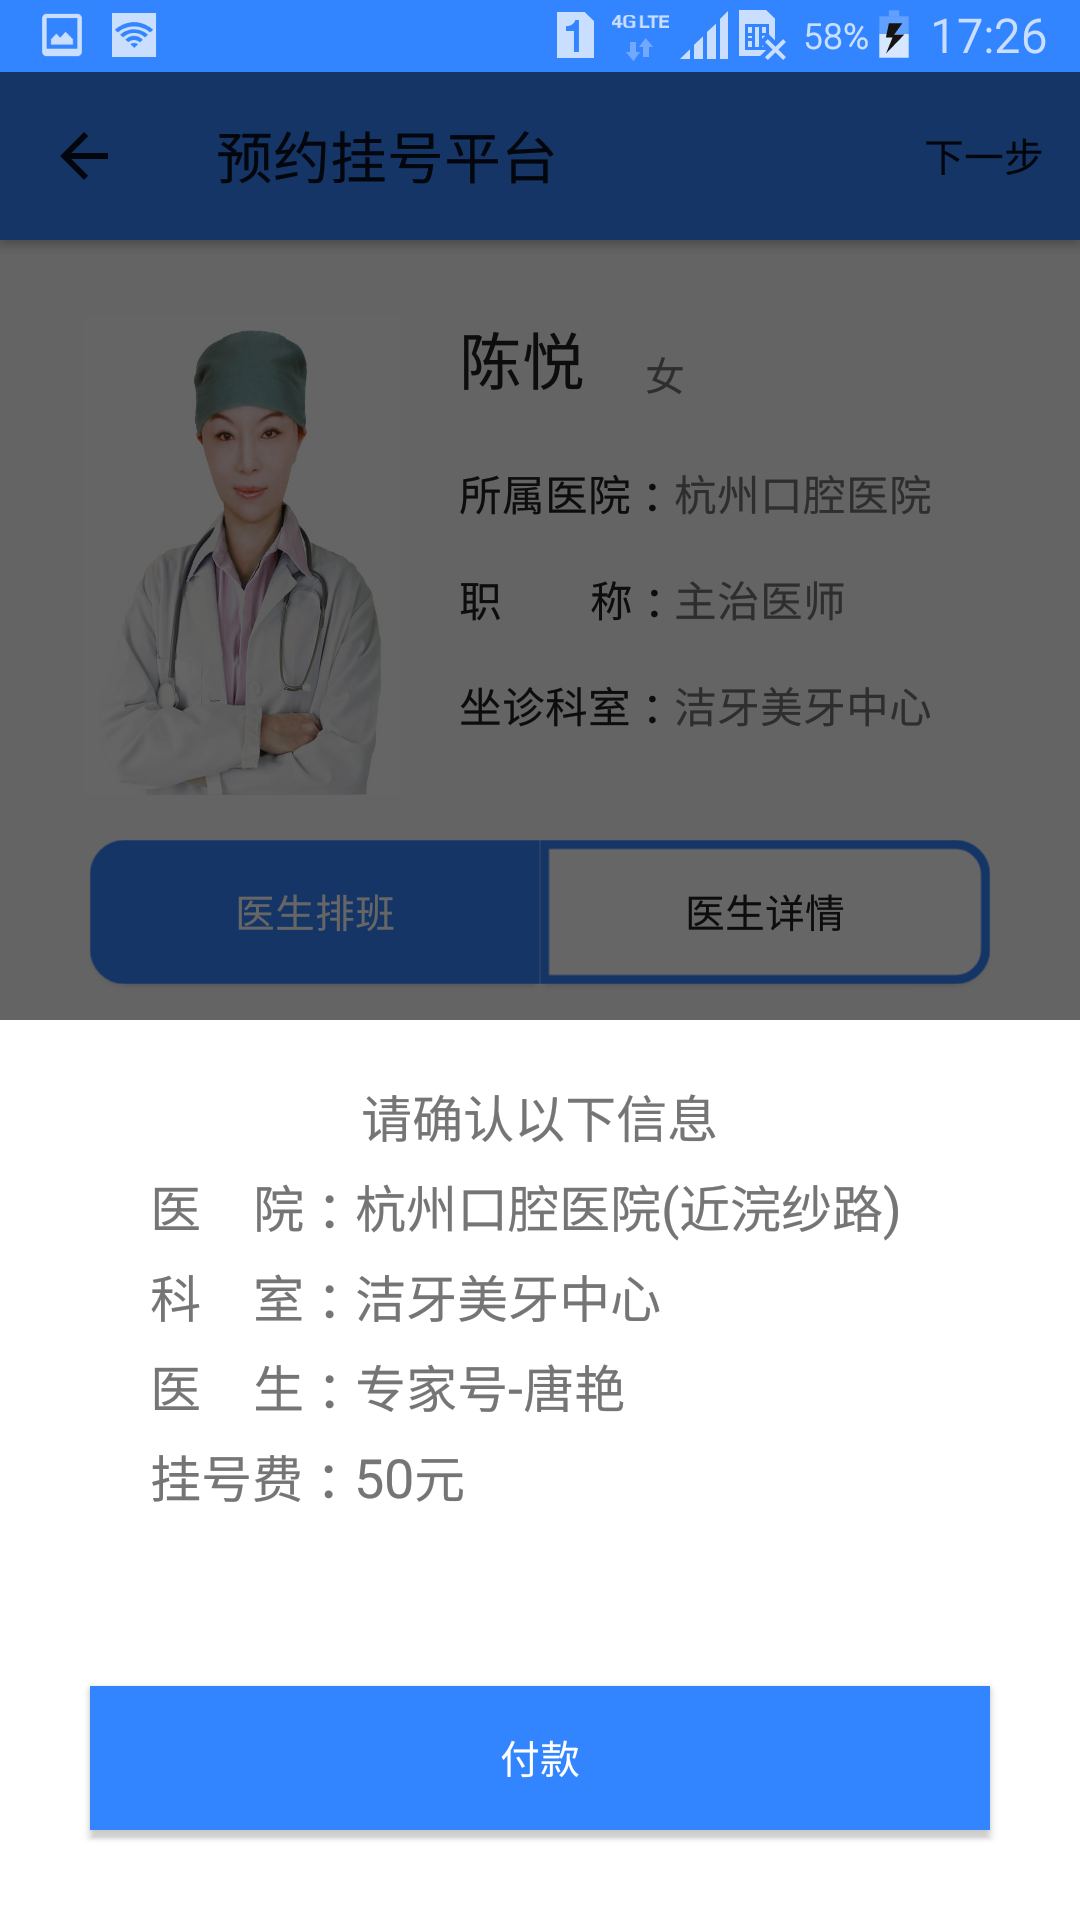 1 4G LTE 58% 17:26
预约挂号平台 下一步
陈悦 女
所属医院：杭州口腔医院
职 称：主治医师
坐诊科室：洁牙美牙中心
医生排班 医生详情
请确认以下信息
医 院：杭州口腔医院(近浣纱路)
科 室：洁牙美牙中心
医 生：专家号-唐艳
挂号费：50元
付款